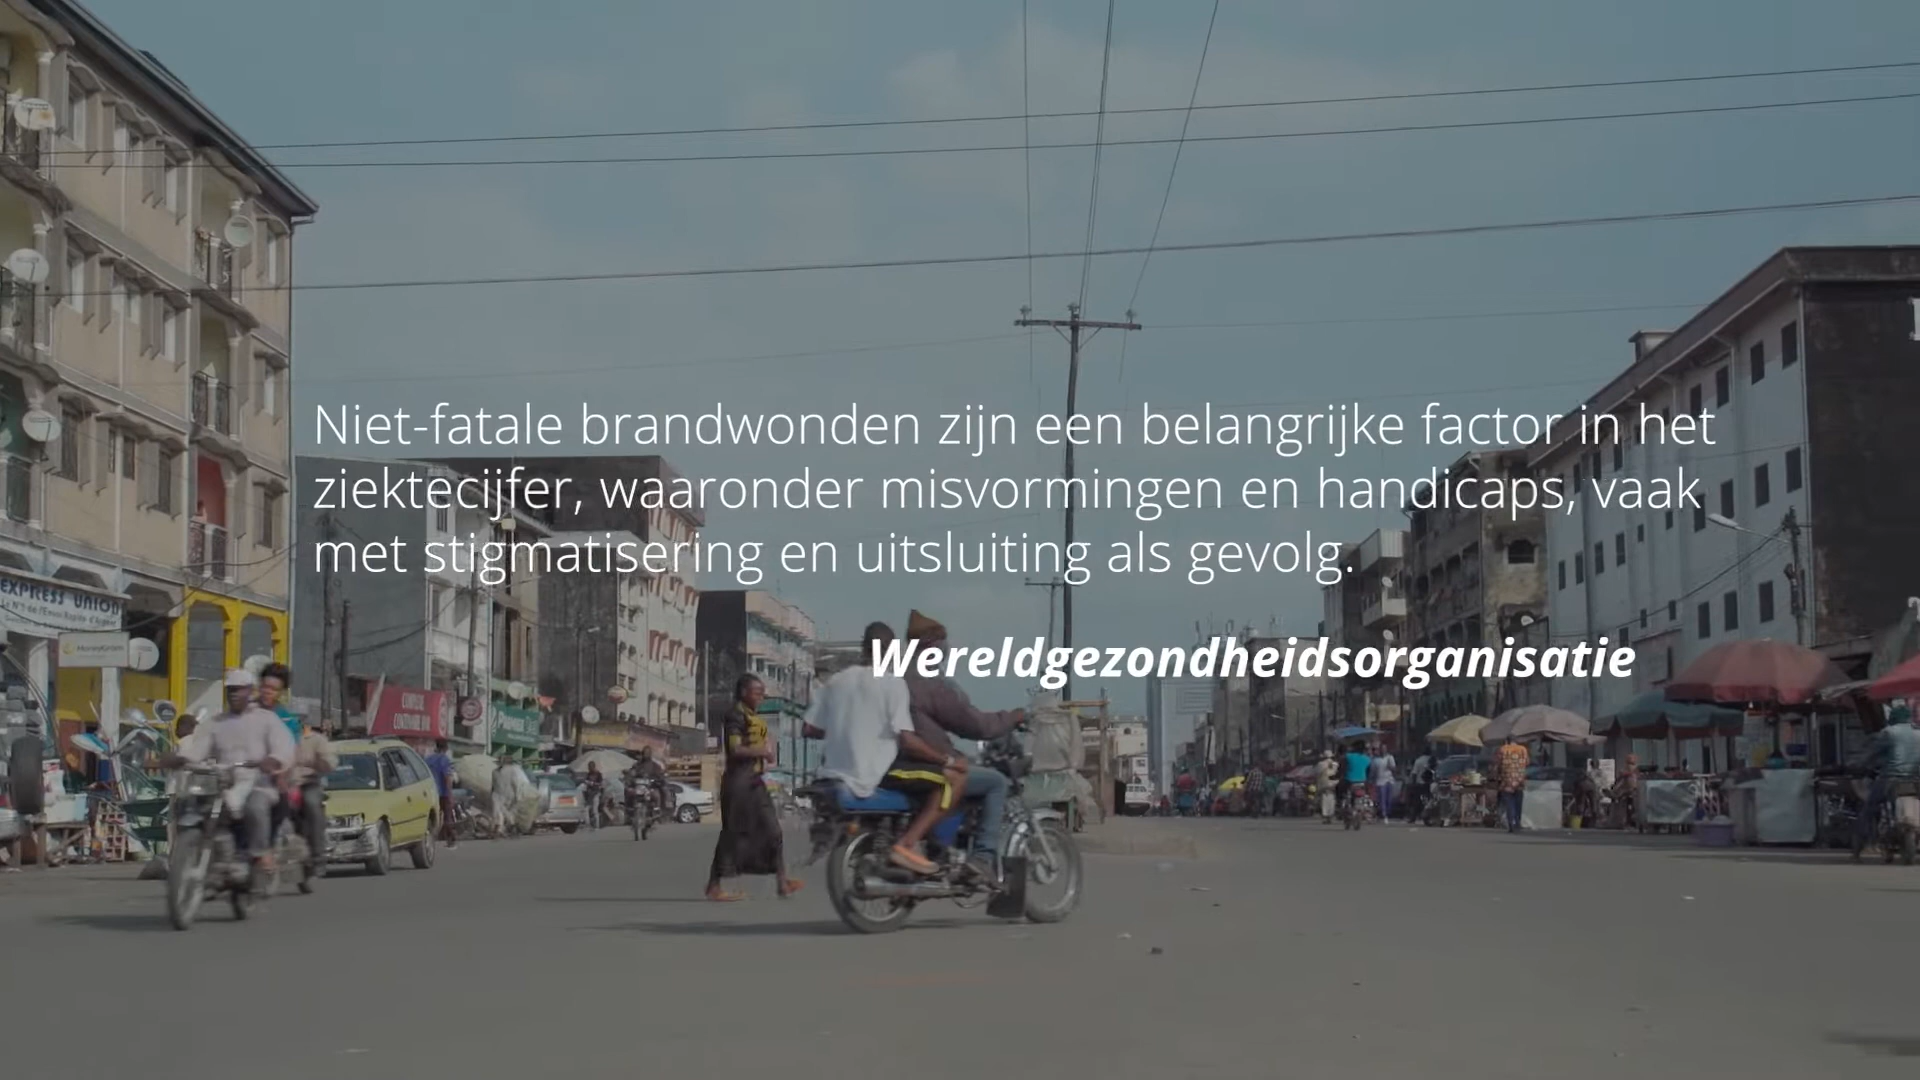 Niet-fatale brandwonden zijn een belangrijke factor in het
ziektecijfer, waaronder misvormingen en handicaps, vaak
met stigmatisering en uitsluiting als gevolg.
Wereldgezondheidsorganisatie
EXPRESS UNION
MoneyGram